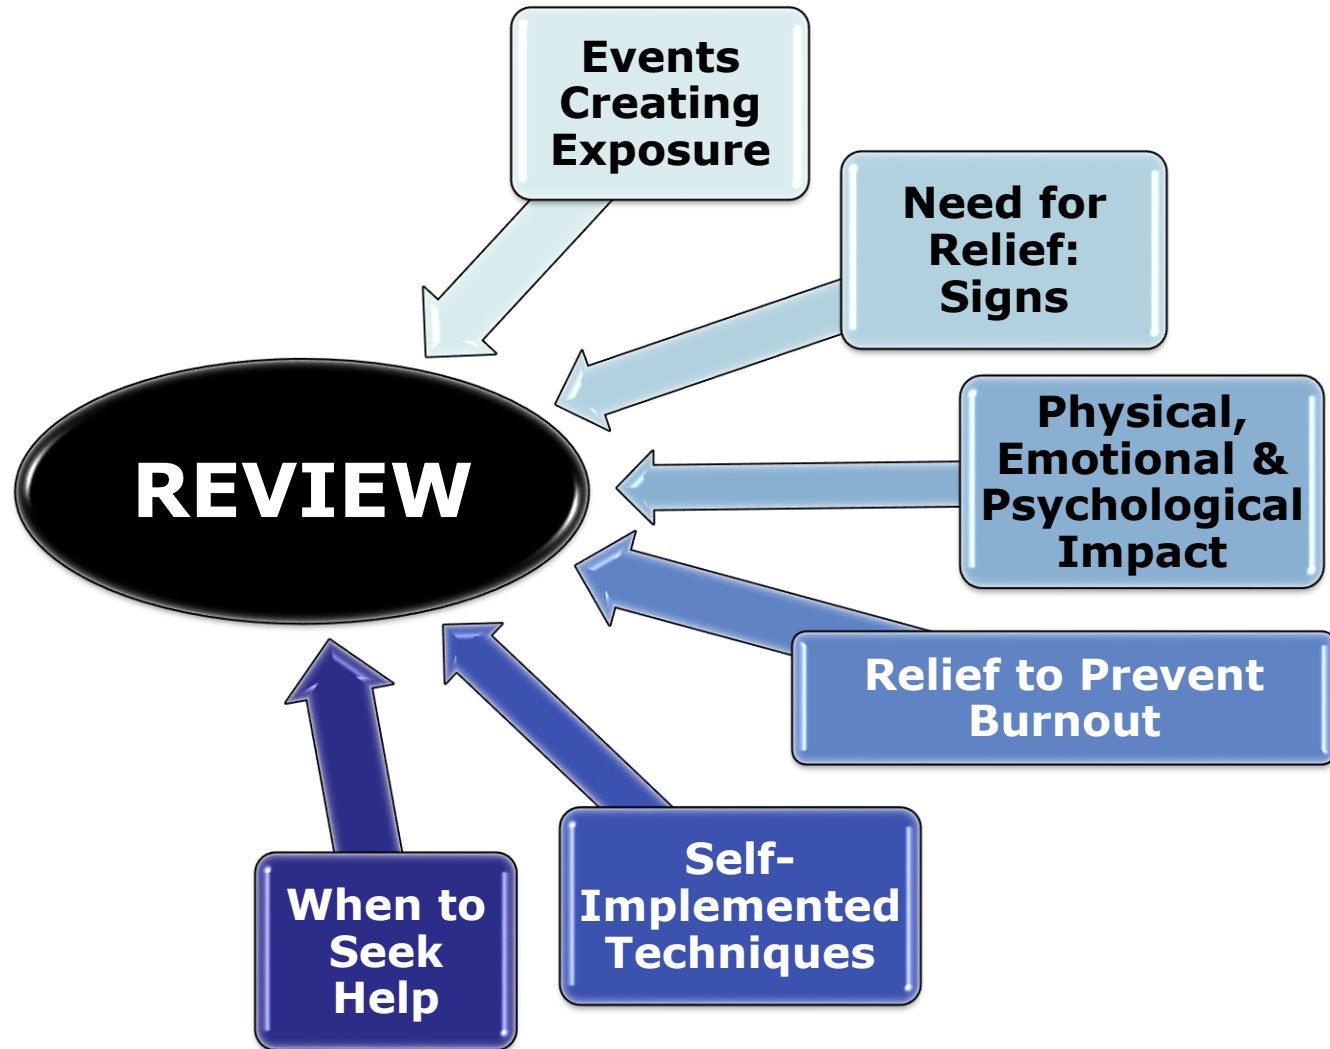 Events
Creating
Exposure
Need for
Relief:
Signs
Physical,
Emotional &
Psychological
Impact
REVIEW
Relief to Prevent
Burnout
Self-
Implemented
Techniques
When to
Seek
Help